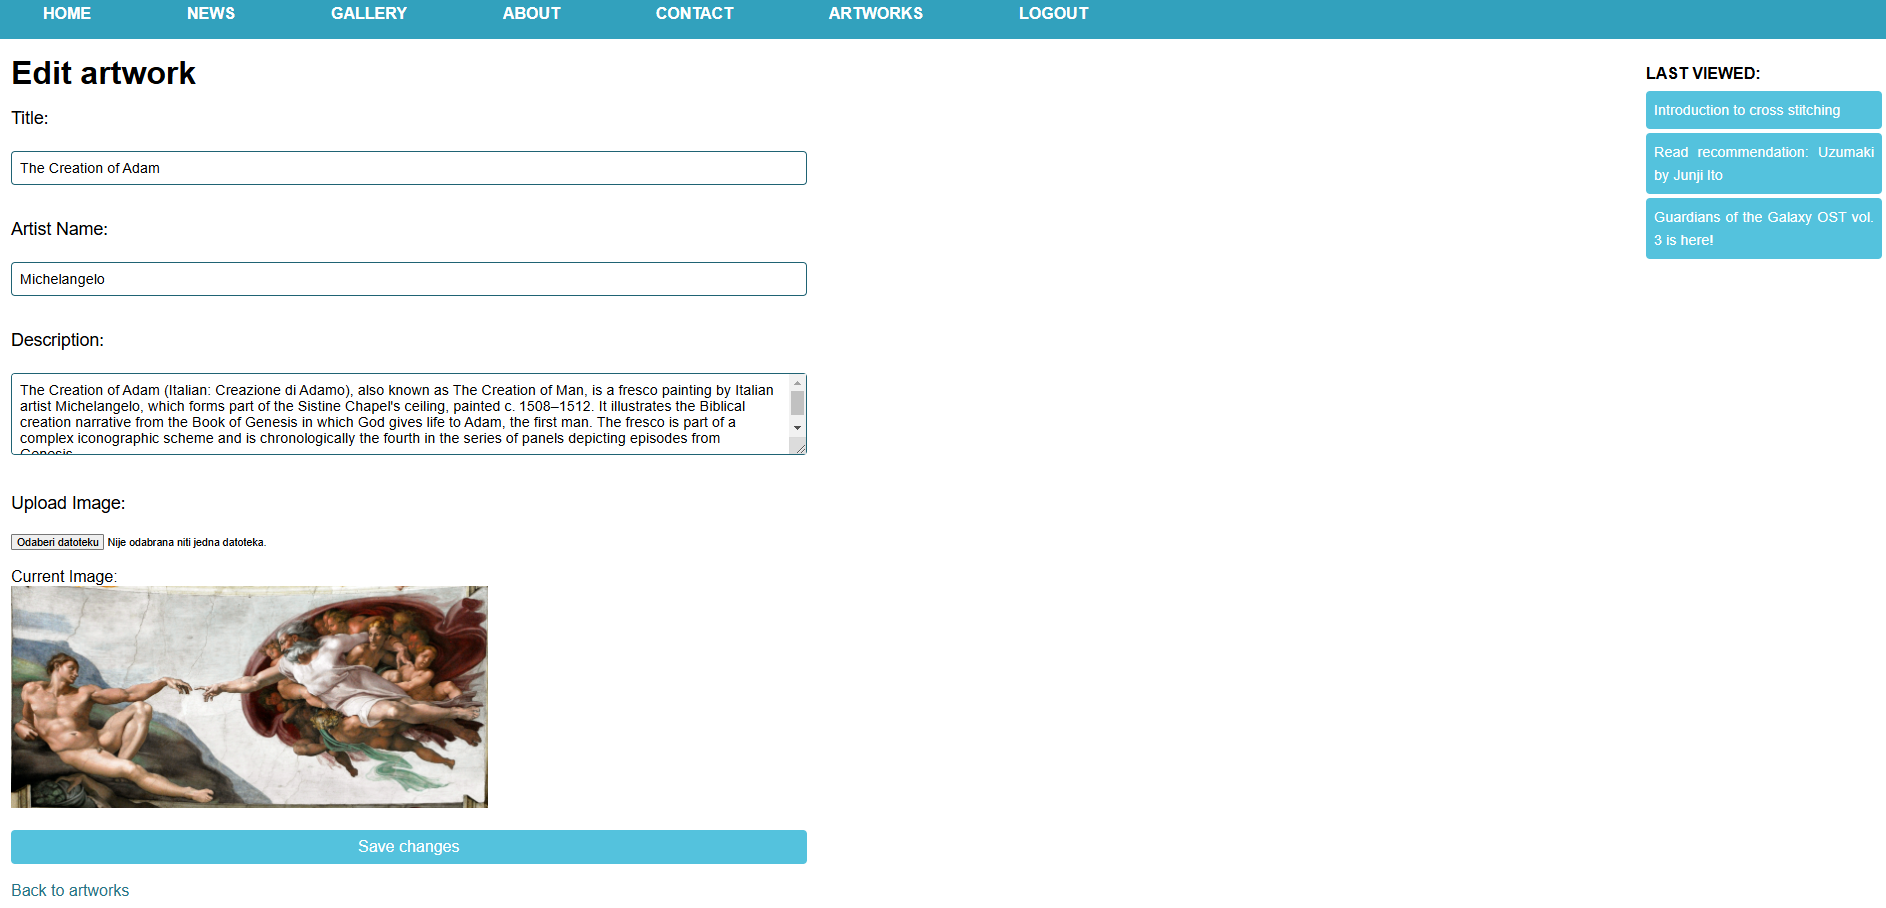 HOME NEWS GALLERY ABOUT CONTACT ARTWORKS LOGOUT
Edit artwork
Title:
The Creation of Adam
Artist Name:
Michelangelo
Description:
The Creation of Adam (Italian: Creazione di Adamo), also known as The Creation of Man, is a fresco painting by Italian
artist Michelangelo, which forms part of the Sistine Chapel's ceiling, painted c. 1508–1512. It illustrates the Biblical
creation narrative from the Book of Genesis in which God gives life to Adam, the first man. The fresco is part of a
complex iconographic scheme and is chronologically the fourth in the series of panels depicting episodes from
Genesis
Upload Image:
Odaberi datoteku Nije odabrana niti jedna datoteka.
Current Image:
Save changes
Back to artworks
LAST VIEWED:
Introduction to cross stitching
Read recommendation: Uzumaki
by Junji Ito
Guardians of the Galaxy OST vol.
3 is here!